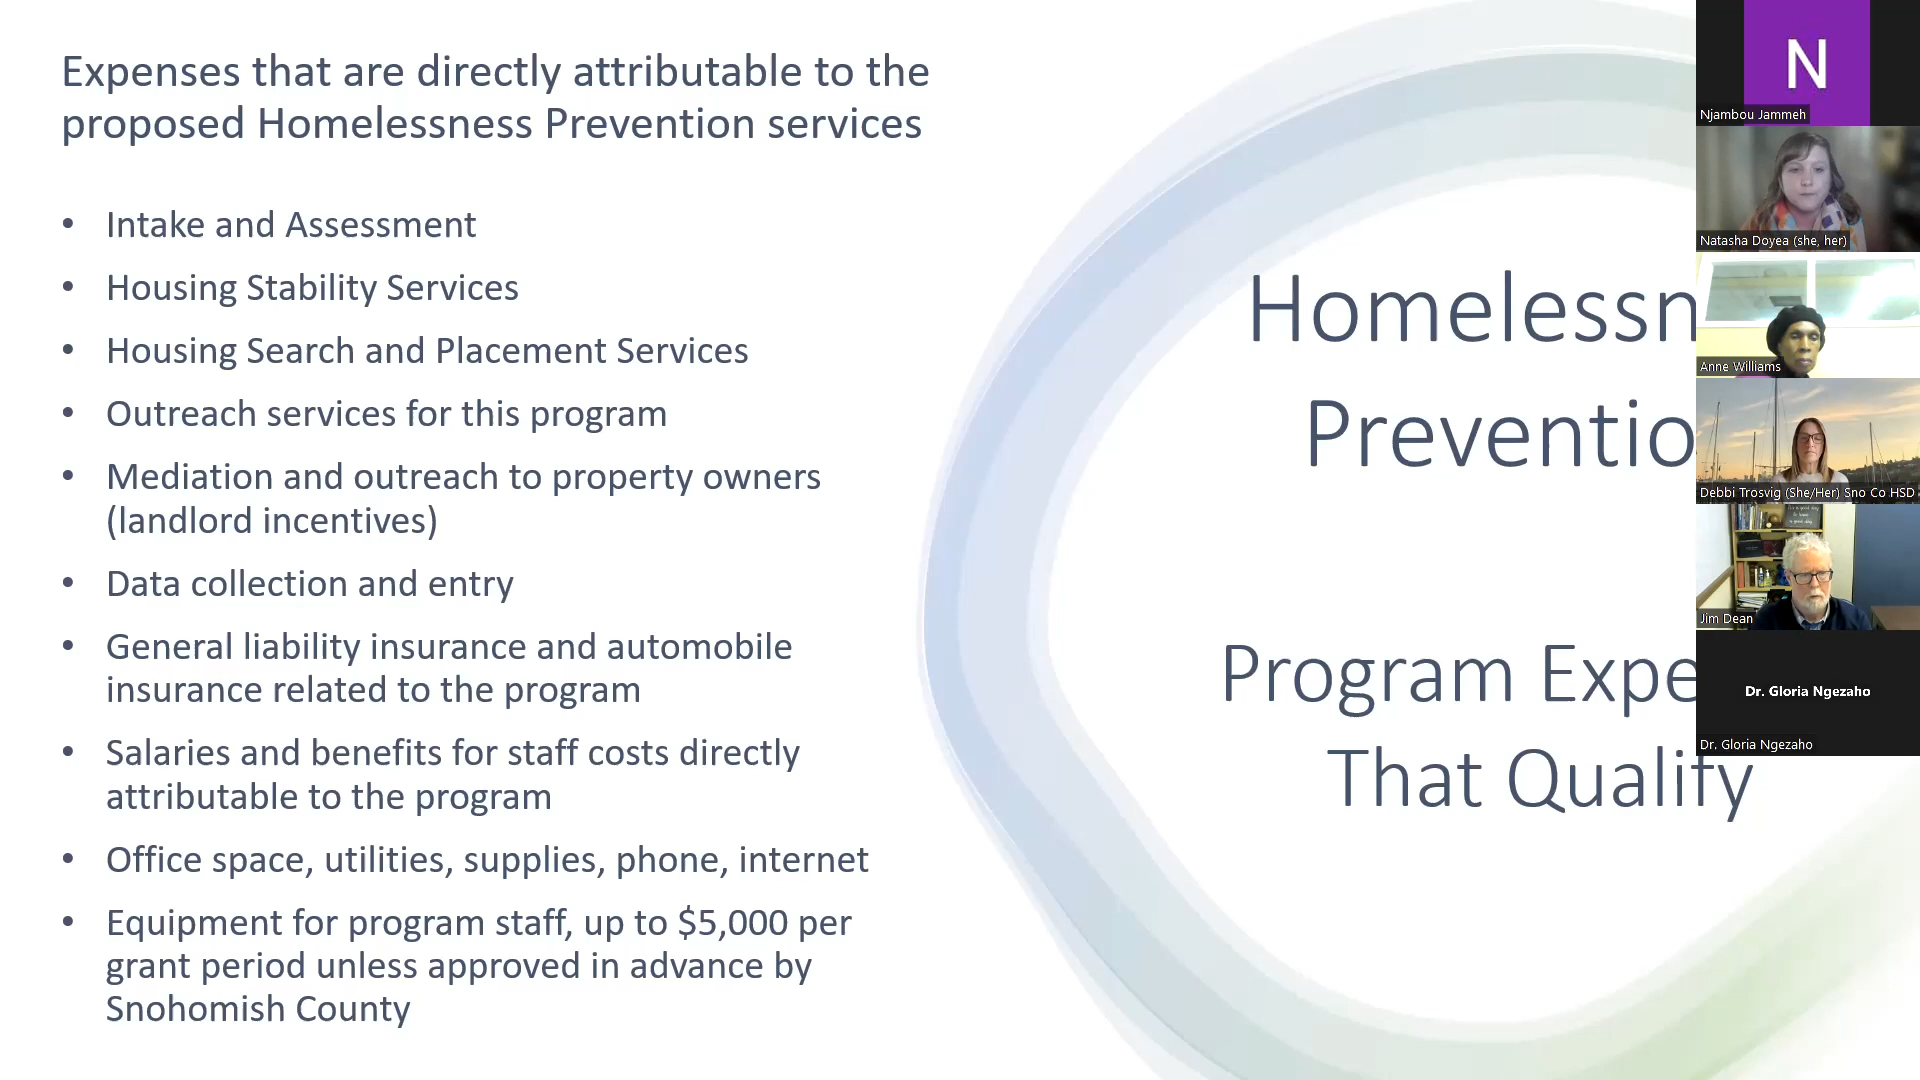 Expenses that are directly attributable to the
proposed Homelessness Prevention services
• Intake and Assessment
• Housing Stability Services
• Housing Search and Placement Services
• Outreach services for this program
• Mediation and outreach to property owners
(landlord incentives)
• Data collection and entry
• General liability insurance and automobile
insurance related to the program
• Salaries and benefits for staff costs directly
attributable to the program
• Office space, utilities, supplies, phone, internet
• Equipment for program staff, up to $5,000 per
grant period unless approved in advance by
Snohomish County
Homelessn
Preventio
Program Expe
That Qualify
N
Njambou Jammeh
Natasha Doyea (she, her)
Anne Williams
Debbi Trosvig (She/Her) Sno Co HSD
Jim Dean
Dr. Gloria Ngezaho
Dr. Gloria Ngezaho